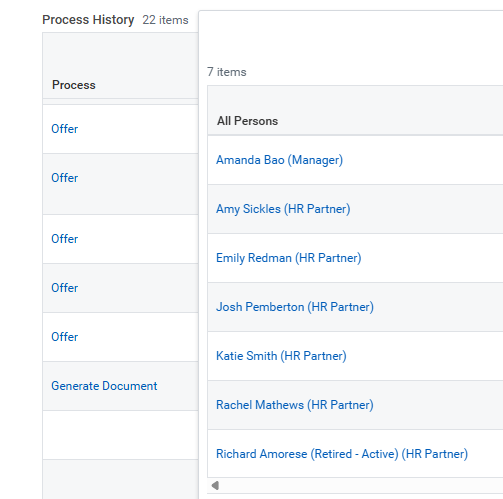 Process History 22 items
Process
Offer
Offer
Offer
Offer
Offer
Generate Document
7 items
All Persons
Amanda Bao (Manager)
Amy Sickles (HR Partner)
Emily Redman (HR Partner)
Josh Pemberton (HR Partner)
Katie Smith (HR Partner)
Rachel Mathews (HR Partner)
Richard Amorese (Retired - Active) (HR Partner)